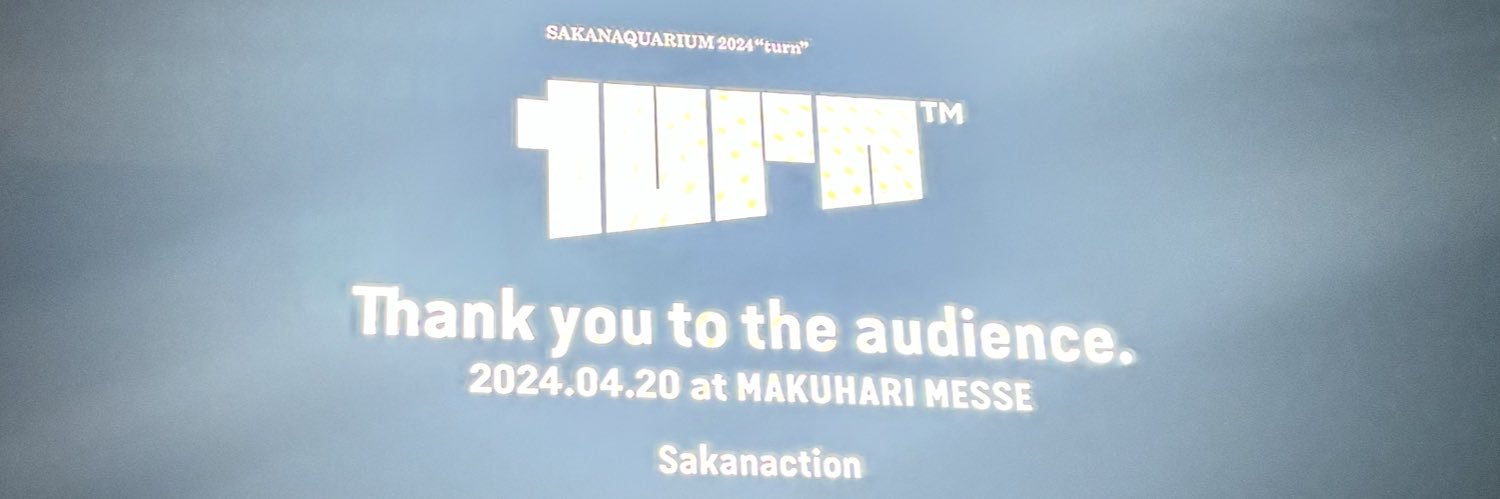 SAKANAQUARIUM 2024“turn”
turn™
Thank you to the audience.
2024.04.20 at MAKUHARI MESSE
Sakanaction